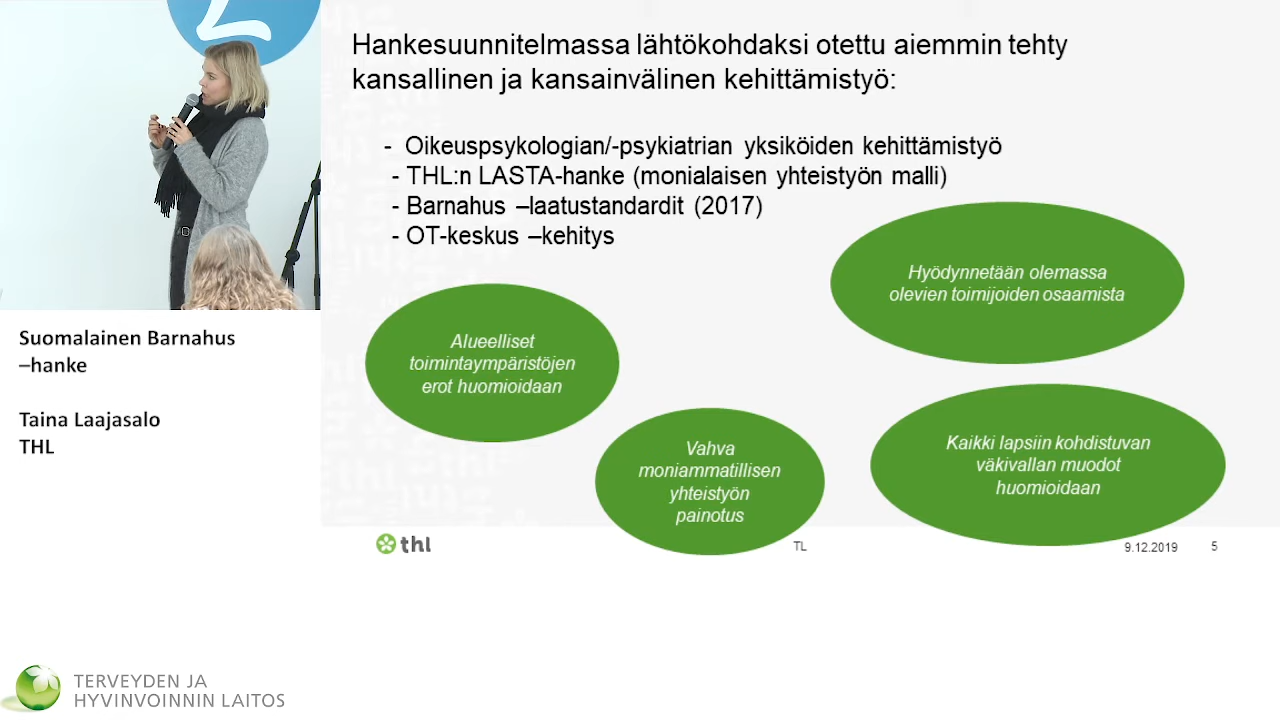 Hankesuunnitelmassa lähtökohdaksi otettu aiemmin tehty
kansallinen ja kansainvälinen kehittämistyö:
- Oikeuspsykologian/-psykiatrian yksiköiden kehittämistyö
- THL:n LASTA-hanke (monialaisen yhteistyön malli)
- Barnahus –laatustandardit (2017)
- OT-keskus –kehitys
Hyödynnetään olemassa
olevien toimijoiden osaamista
Alueelliset
toimintaympäristöjen
erot huomioidaan
Vahva
moniammatillisen
yhteistyön
painotus
Kaikki lapsiin kohdistuvan
väkivallan muodot
huomioidaan
thl
TL
9.12.2019
5
Suomalainen Barnahus
–hanke
Taina Laajasalo
THL
TERVEYDEN JA
HYVINVOINNIN LAITOS